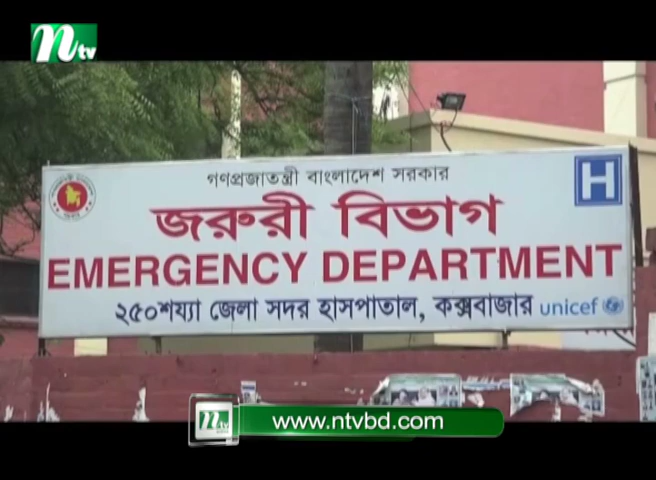 ntv
গণপ্রজাতন্ত্রী বাংলাদেশ সরকার
H
জরুরী বিভাগ
EMERGENCY DEPARTMENT
২৫০শয্যা জেলা সদর হাসপাতাল, কক্সবাজার unicef
ntv
www.ntvbd.com